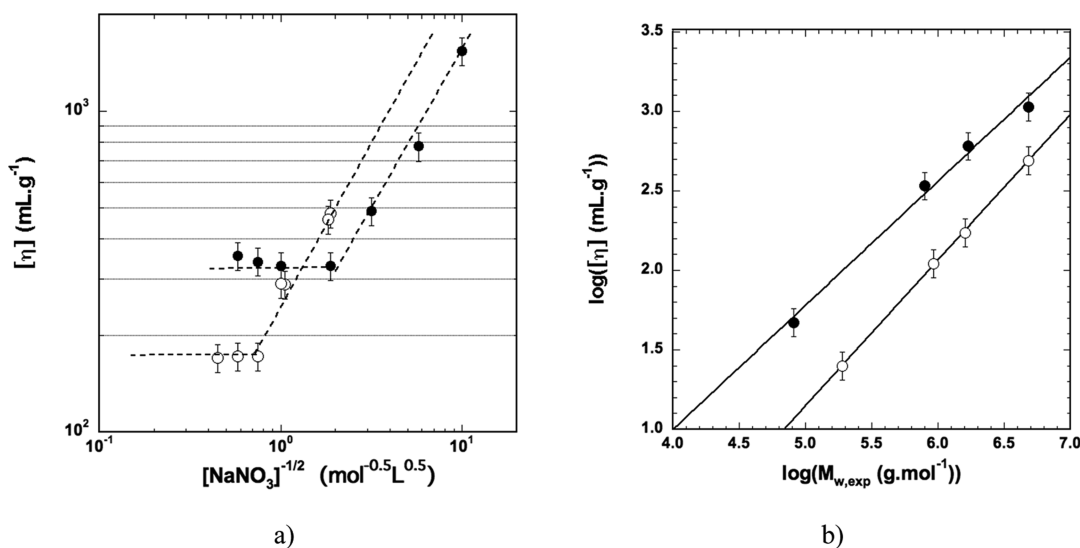 10³
10²
10⁻¹
10⁰
10¹
[η] (mL.g⁻¹)
[NaNO₃]⁻¹/² (mol⁻⁰·⁵L⁰·⁵)
a)
3.5
3.0
2.5
2.0
1.5
1.0
4.0 4.5 5.0 5.5 6.0 6.5 7.0
log([η] (mL.g⁻¹))
log(M_w,exp (g.mol⁻¹))
b)